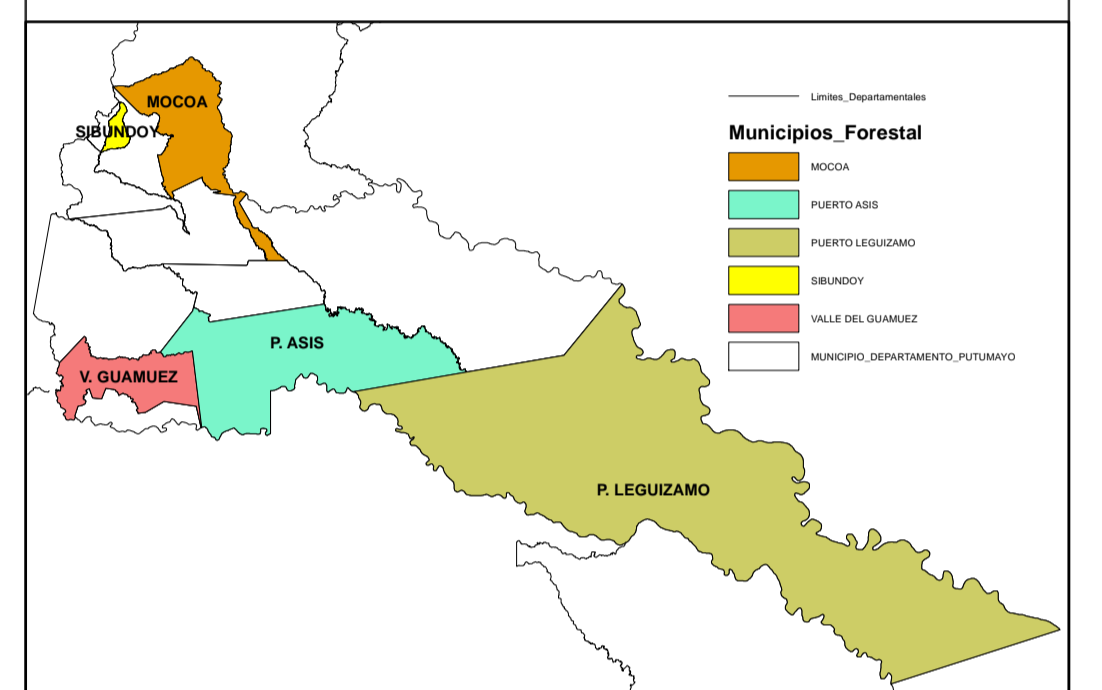 MOCOA
SIBUNDOY
P. ASIS
V. GUAMUEZ
P. LEGUIZAMO
Limites_Departamentales
Municipios_Forestal
MOCOA
PUERTO ASIS
PUERTO LEGUIZAMO
SIBUNDOY
VALLE DEL GUAMUEZ
MUNICIPIO_DEPARTAMENTO_PUTUMAYO